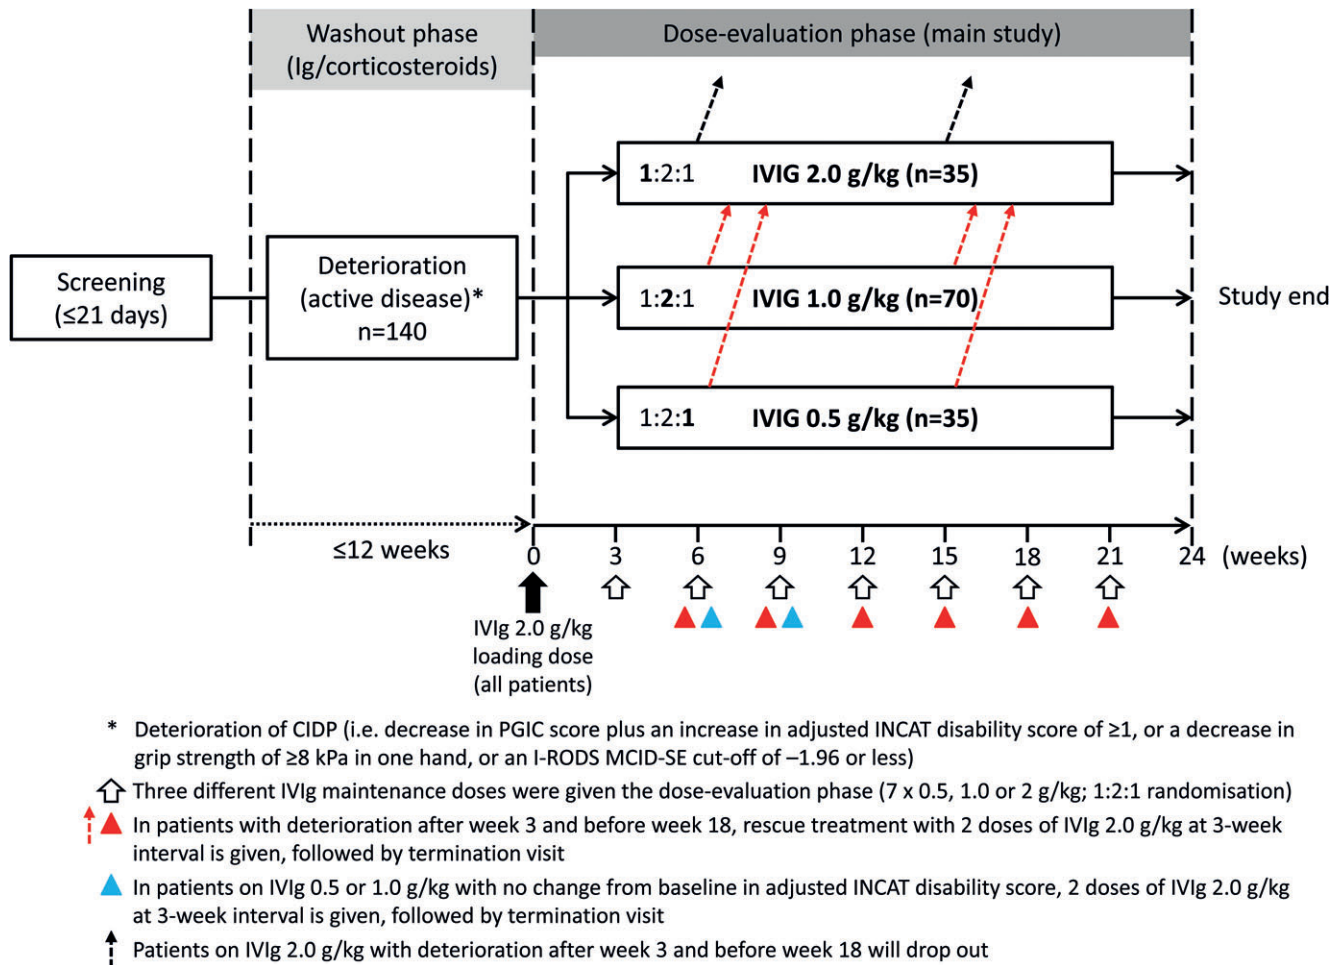 Washout phase
(Ig/corticosteroids)
Dose-evaluation phase (main study)
Screening
(≤21 days)
Deterioration
(active disease)*
n=140
1:2:1 IVIG 2.0 g/kg (n=35)
1:2:1 IVIG 1.0 g/kg (n=70)
1:2:1 IVIG 0.5 g/kg (n=35)
Study end
≤12 weeks
0 3 6 9 12 15 18 21 24 (weeks)
IVIg 2.0 g/kg
loading dose
(all patients)
* Deterioration of CIDP (i.e. decrease in PGIC score plus an increase in adjusted INCAT disability score of ≥1, or a decrease in
grip strength of ≥8 kPa in one hand, or an I-RODS MCID-SE cut-off of –1.96 or less)
Three different IVIg maintenance doses were given the dose-evaluation phase (7 x 0.5, 1.0 or 2 g/kg; 1:2:1 randomisation)
In patients with deterioration after week 3 and before week 18, rescue treatment with 2 doses of IVIg 2.0 g/kg at 3-week
interval is given, followed by termination visit
In patients on IVIg 0.5 or 1.0 g/kg with no change from baseline in adjusted INCAT disability score, 2 doses of IVIg 2.0 g/kg
at 3-week interval is given, followed by termination visit
Patients on IVIg 2.0 g/kg with deterioration after week 3 and before week 18 will drop out